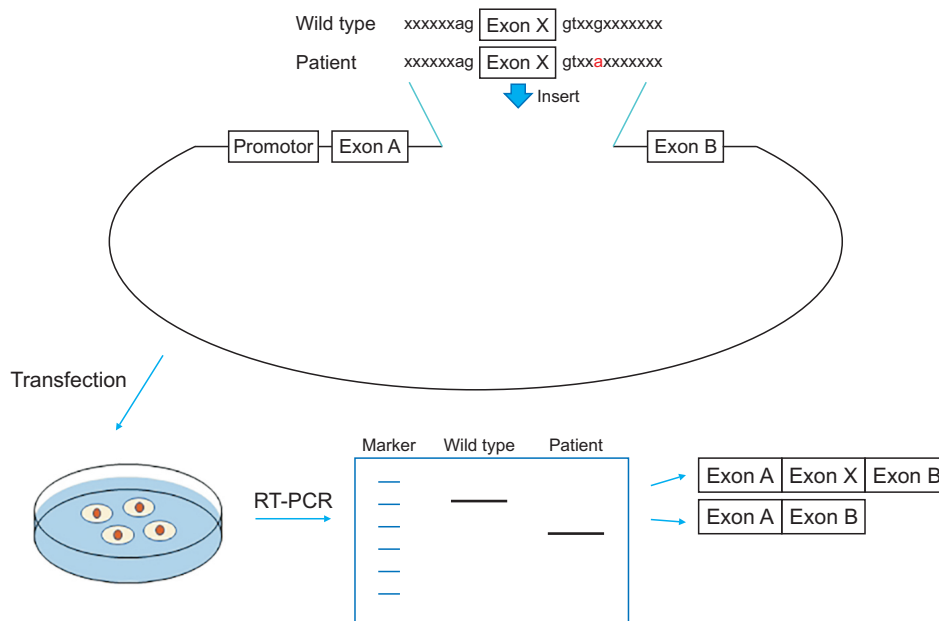 Wild type xxxxxxag Exon X gtxxgxxxxxxx
Patient xxxxxxag Exon X gtxxaxxxxxxx
Insert
Promotor Exon A Exon B
Transfection
Marker Wild type Patient
Exon A Exon X Exon B
RT-PCR
Exon A Exon B